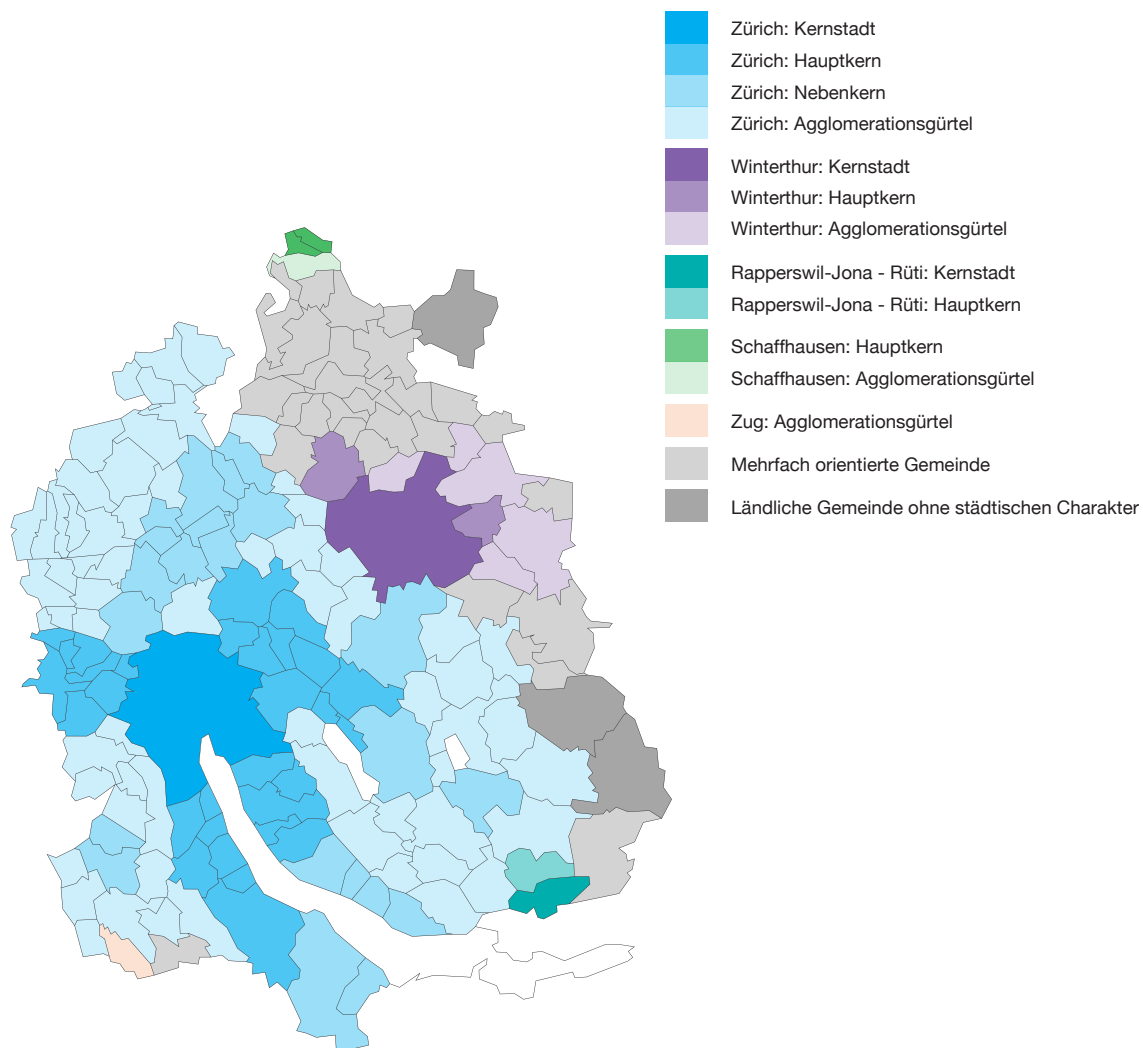 Zürich: Kernstadt
Zürich: Hauptkern
Zürich: Nebenkern
Zürich: Agglomerationsgürtel
Winterthur: Kernstadt
Winterthur: Hauptkern
Winterthur: Agglomerationsgürtel
Rapperswil-Jona - Rüti: Kernstadt
Rapperswil-Jona - Rüti: Hauptkern
Schaffhausen: Hauptkern
Schaffhausen: Agglomerationsgürtel
Zug: Agglomerationsgürtel
Mehrfach orientierte Gemeinde
Ländliche Gemeinde ohne städtischen Charakter